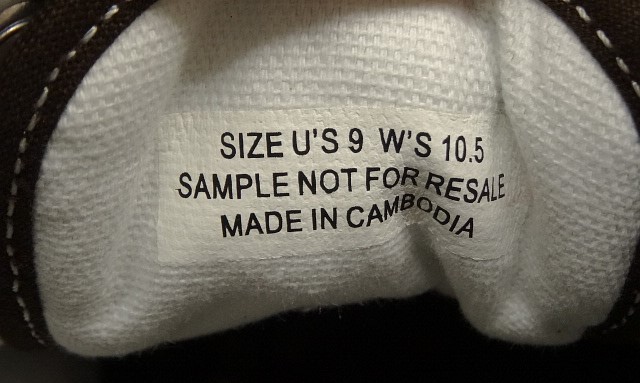 SIZE U'S 9 W'S 10.5
SAMPLE NOT FOR RESALE
MADE IN CAMBODIA